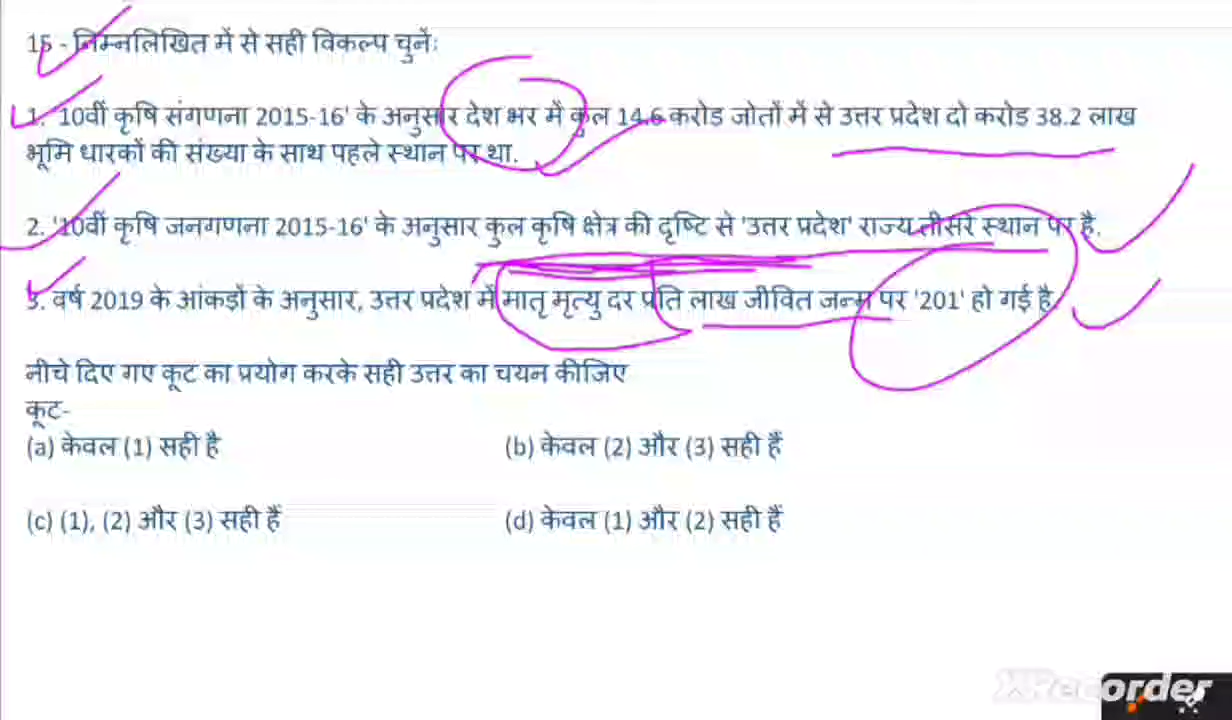 15 - निम्नलिखित में से सही विकल्प चुनें:
1. '10वीं कृषि संगणना 2015-16' के अनुसार देश भर में कुल 14.6 करोड जोतों में से उत्तर प्रदेश दो करोड 38.2 लाख
भूमि धारकों की संख्या के साथ पहले स्थान पर था.
2. '10वीं कृषि जनगणना 2015-16' के अनुसार कुल कृषि क्षेत्र की दृष्टि से 'उत्तर प्रदेश' राज्य तीसरे स्थान पर है.
3. वर्ष 2019 के आंकड़ों के अनुसार, उत्तर प्रदेश में मातृ मृत्यु दर प्रति लाख जीवित जन्म पर '201' हो गई है.
नीचे दिए गए कूट का प्रयोग करके सही उत्तर का चयन कीजिए
कूट-
(a) केवल (1) सही है (b) केवल (2) और (3) सही हैं
(c) (1), (2) और (3) सही हैं (d) केवल (1) और (2) सही हैं
XRecorder